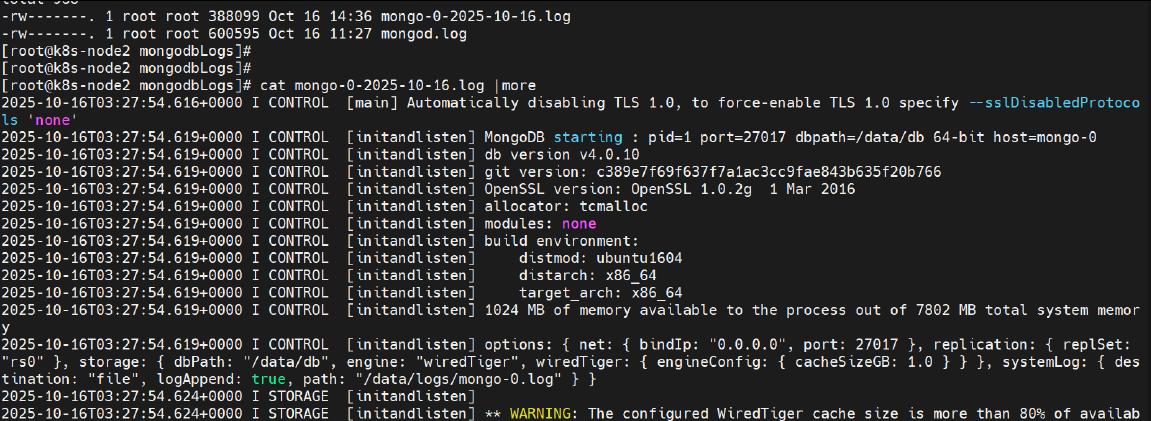 -rw-------. 1 root root 388099 Oct 16 14:36 mongo-0-2025-10-16.log
-rw-------. 1 root root 600595 Oct 16 11:27 mongod.log
[root@k8s-node2 mongodbLogs]#
[root@k8s-node2 mongodbLogs]#
[root@k8s-node2 mongodbLogs]# cat mongo-0-2025-10-16.log |more
2025-10-16T03:27:54.616+0000 I CONTROL  [main] Automatically disabling TLS 1.0, to force-enable TLS 1.0 specify --sslDisabledProtoco
ls 'none'
2025-10-16T03:27:54.619+0000 I CONTROL  [initandlisten] MongoDB starting : pid=1 port=27017 dbpath=/data/db 64-bit host=mongo-0
2025-10-16T03:27:54.619+0000 I CONTROL  [initandlisten] db version v4.0.10
2025-10-16T03:27:54.619+0000 I CONTROL  [initandlisten] git version: c389e7f69f637f7a1ac3cc9fae843b635f20b766
2025-10-16T03:27:54.619+0000 I CONTROL  [initandlisten] OpenSSL version: OpenSSL 1.0.2g  1 Mar 2016
2025-10-16T03:27:54.619+0000 I CONTROL  [initandlisten] allocator: tcmalloc
2025-10-16T03:27:54.619+0000 I CONTROL  [initandlisten] modules: none
2025-10-16T03:27:54.619+0000 I CONTROL  [initandlisten] build environment:
2025-10-16T03:27:54.619+0000 I CONTROL  [initandlisten]     distmod: ubuntu1604
2025-10-16T03:27:54.619+0000 I CONTROL  [initandlisten]     distarch: x86_64
2025-10-16T03:27:54.619+0000 I CONTROL  [initandlisten]     target_arch: x86_64
2025-10-16T03:27:54.619+0000 I CONTROL  [initandlisten] 1024 MB of memory available to the process out of 7802 MB total system memor
y
2025-10-16T03:27:54.619+0000 I CONTROL  [initandlisten] options: { net: { bindIp: "0.0.0.0", port: 27017 }, replication: { replSet:
"rs0" }, storage: { dbPath: "/data/db", engine: "wiredTiger", wiredTiger: { engineConfig: { cacheSizeGB: 1.0 } } }, systemLog: { des
tination: "file", logAppend: true, path: "/data/logs/mongo-0.log" } }
2025-10-16T03:27:54.624+0000 I STORAGE  [initandlisten]
2025-10-16T03:27:54.624+0000 I STORAGE  [initandlisten] ** WARNING: The configured WiredTiger cache size is more than 80% of availab